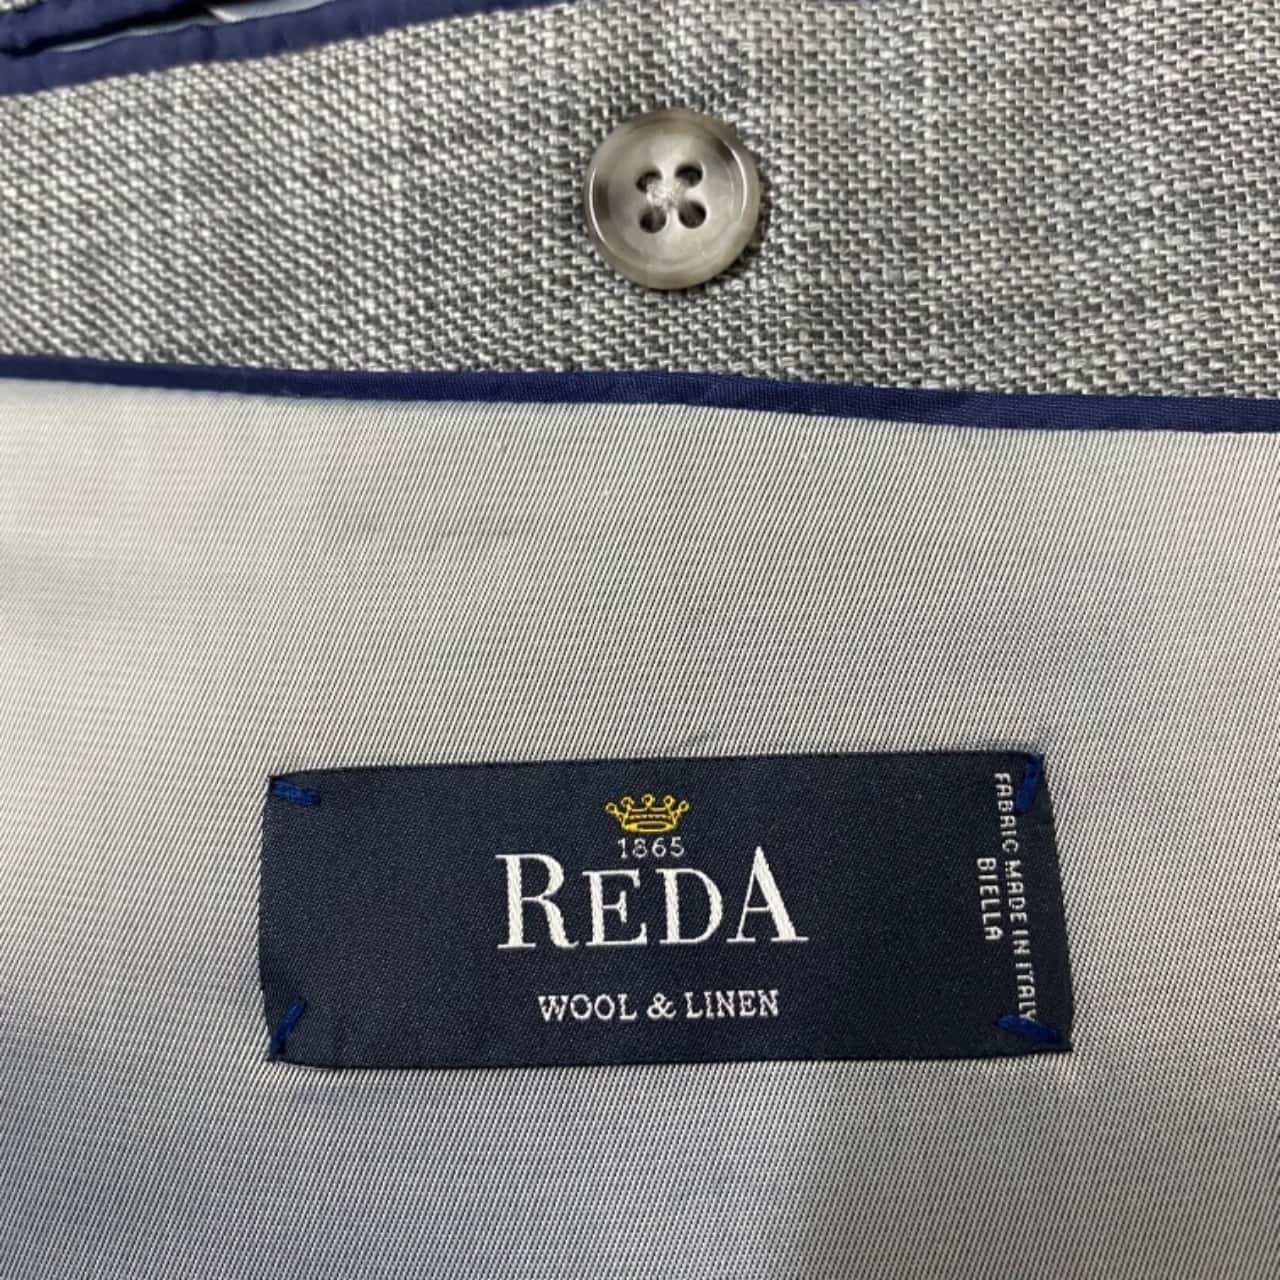 1865
REDA
WOOL & LINEN
FABRIC MADE IN ITALY
BIELLA